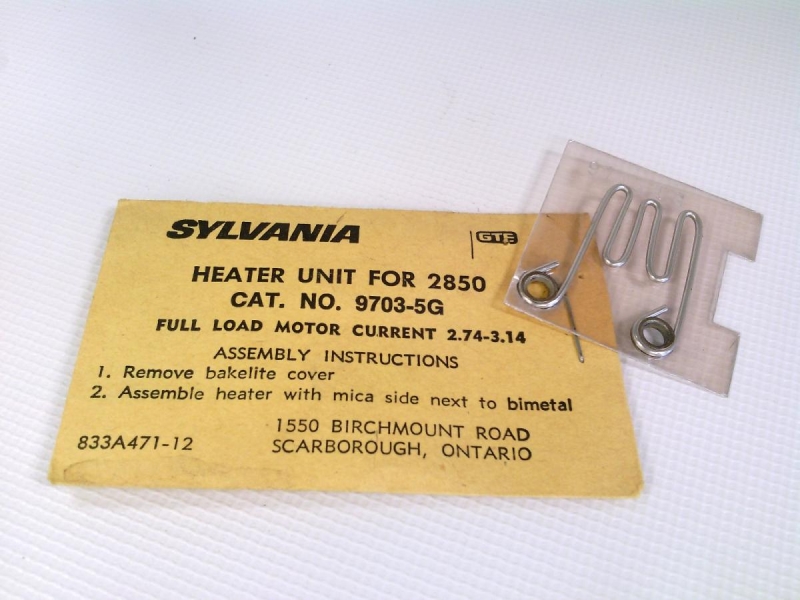 SYLVANIA
GTE
HEATER UNIT FOR 2850
CAT. NO. 9703-5G
FULL LOAD MOTOR CURRENT 2.74-3.14
ASSEMBLY INSTRUCTIONS
1. Remove bakelite cover
2. Assemble heater with mica side next to bimetal
833A471-12
1550 BIRCHMOUNT ROAD
SCARBOROUGH, ONTARIO